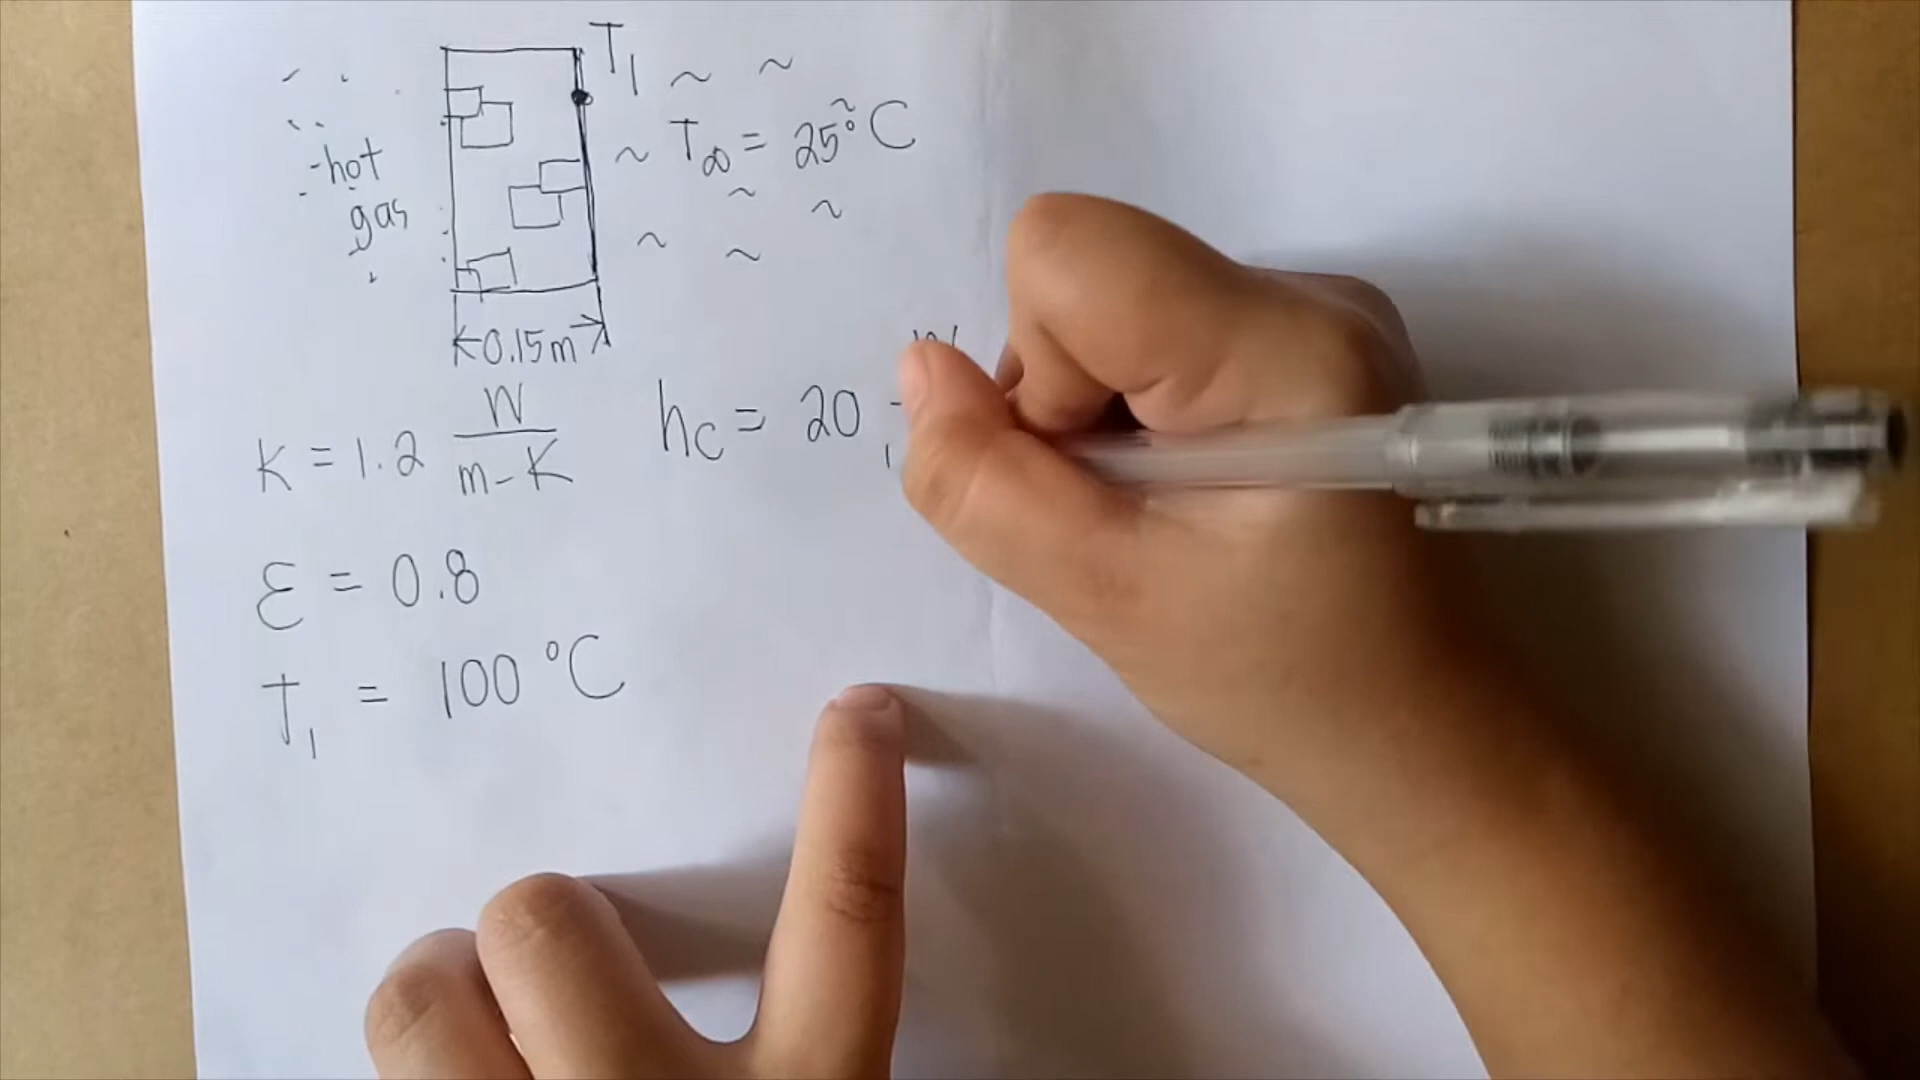 T₁
T∞ = 25°C
hot
gas
0.15m
K = 1.2 W/m-K
hc = 20
ε = 0.8
T₁ = 100 °C